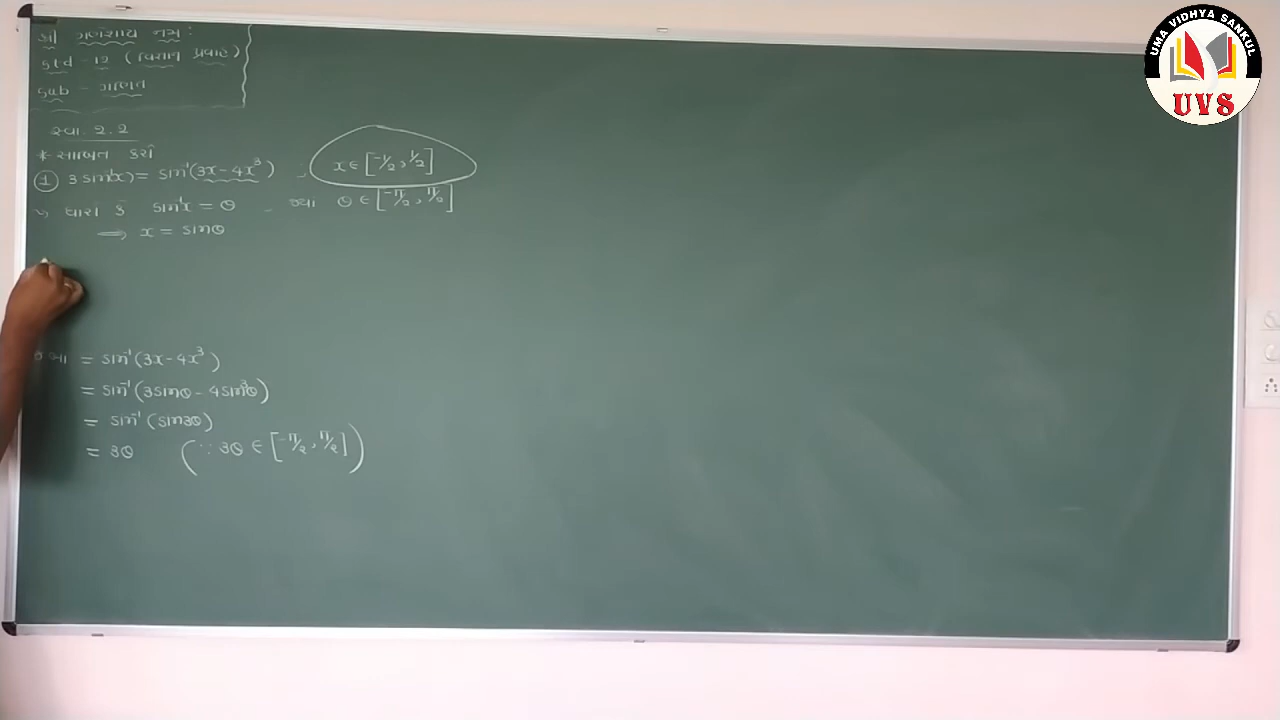 ૐ ગણેશાય નમઃ
Std - 12 (વિજ્ઞાન પ્રવાહ)
Sub - ગણિત
સ્વા. 2.2
* સાબિત કરો
① 3 sin⁻¹(x) = sin⁻¹(3x - 4x³) , x ∈ [-1/2, 1/2]
ધારો કે sin⁻¹x = θ , જ્યાં θ ∈ [-π/2, π/2]
⟹ x = sinθ
= sin⁻¹(3x - 4x³)
= sin⁻¹(3sinθ - 4sin³θ)
= sin⁻¹(sin3θ)
= 3θ (∵ 3θ ∈ [-π/2, π/2])
UMA VIDHYA SANKUL
UVS